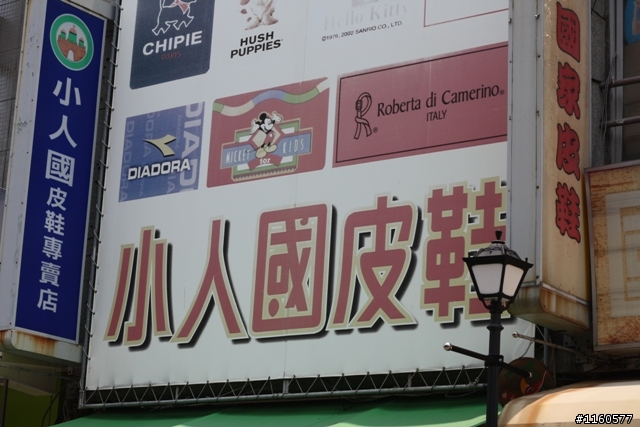 小人國皮鞋專賣店
CHIPIE
HUSH
PUPPIES
Hello Kitty
©1976, 2002 SANRIO CO., LTD.
DIADORA
MICKEY for KIDS
Roberta di Camerino
ITALY
小人國皮鞋
國家皮鞋
#1160577